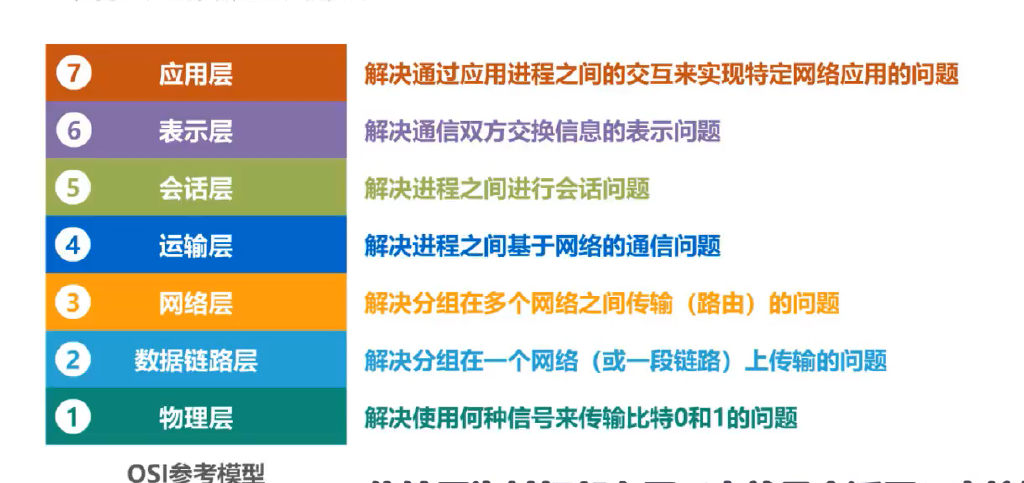 7 应用层 解决通过应用进程之间的交互来实现特定网络应用的问题
6 表示层 解决通信双方交换信息的表示问题
5 会话层 解决进程之间进行会话问题
4 运输层 解决进程之间基于网络的通信问题
3 网络层 解决分组在多个网络之间传输（路由）的问题
2 数据链路层 解决分组在一个网络（或一段链路）上传输的问题
1 物理层 解决使用何种信号来传输比特0和1的问题
OSI参考模型